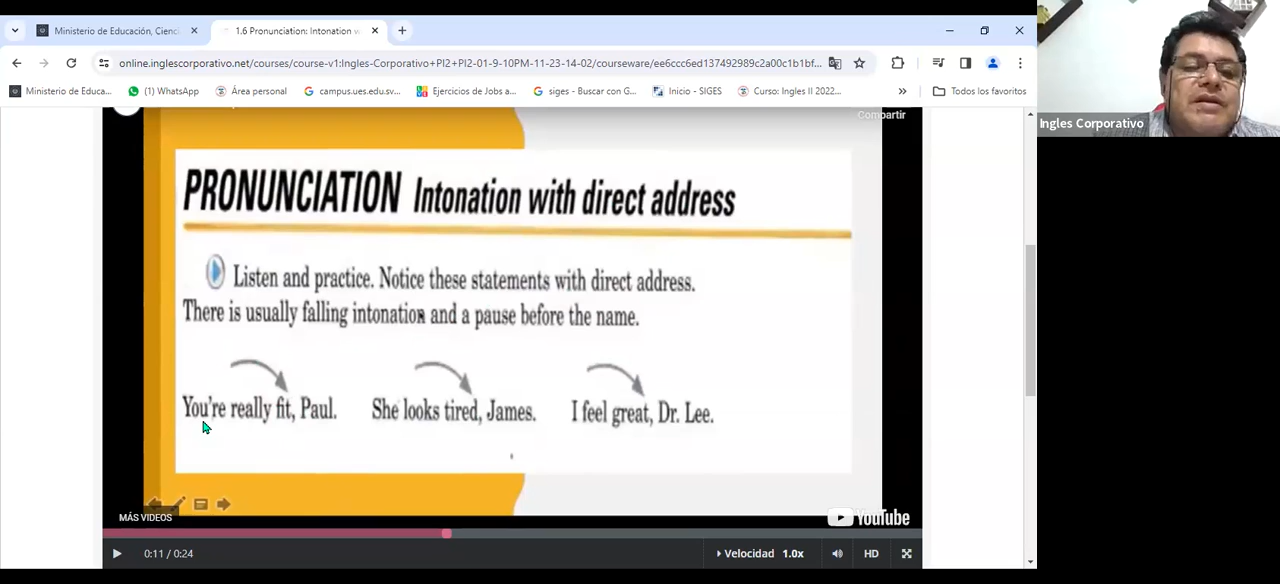 Ministerio de Educación, Cienci
1.6 Pronunciation: Intonation w
online.inglescorporativo.net/courses/course-v1:Ingles-Corporativo+PI2+PI2-01-9-10PM-11-23-14-02/courseware/ee6ccc6ed137492989c2a00c1b1bf...
Ministerio de Educa...
(1) WhatsApp
Área personal
campus.ues.edu.sv...
Ejercicios de Jobs a...
siges - Buscar con G...
Inicio - SIGES
Curso: Ingles II 2022...
»
Todos los favoritos
Ingles Corporativo
Compartir
PRONUNCIATION Intonation with direct address
Listen and practice. Notice these statements with direct address.
There is usually falling intonation and a pause before the name.
You're really fit, Paul. She looks tired, James. I feel great, Dr. Lee.
MÁS VIDEOS
YouTube
0:11 / 0:24
Velocidad 1.0x
HD